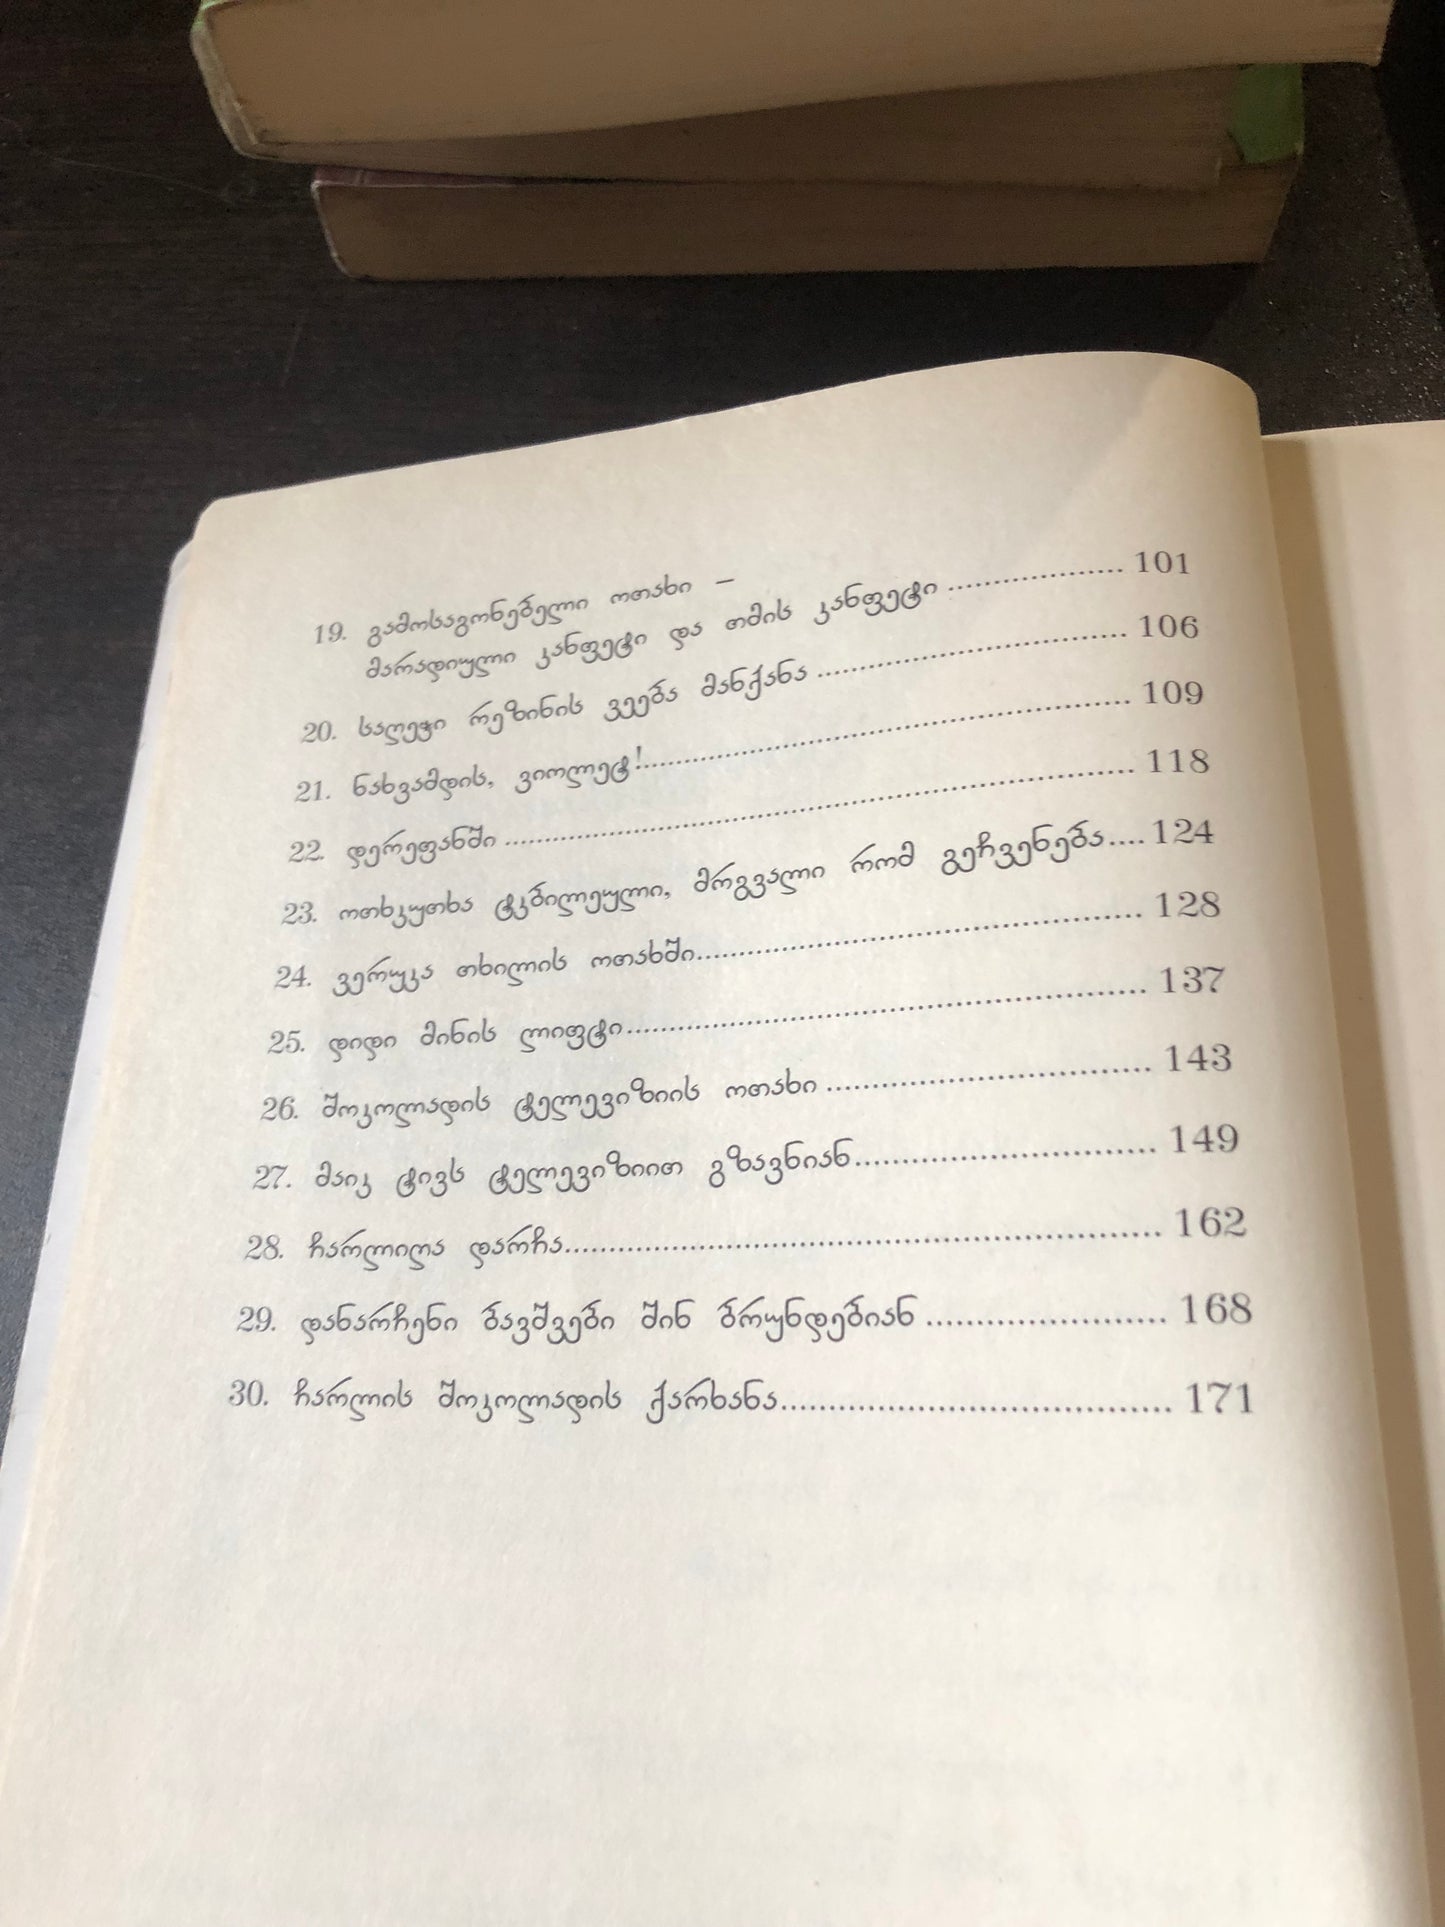 19. გამოსაგონებელი ოთახი –
მარადიული კანფეტი და თმის კანფეტი ..................... 101
20. საღეჭი რეზინის ვეება მანქანა ..................................... 106
21. ნახვამდის, ვიოლეტ!.......................................................... 109
22. დერეფანში ........................................................................... 118
23. ოთხკუთხა ტკბილეული, მრგვალი რომ გეჩვენება.... 124
24. ვერუკა თხილის ოთახში..................................................... 128
25. დიდი მინის ლიფტი............................................................. 137
26. შოკოლადის ტელევიზიის ოთახი ...................................... 143
27. მაიკ ტივს ტელევიზიით გზავნიან................................... 149
28. ჩარლიღა დარჩა..................................................................... 162
29. დანარჩენი ბავშვები შინ ბრუნდებიან ........................... 168
30. ჩარლის შოკოლადის ქარხანა............................................. 171